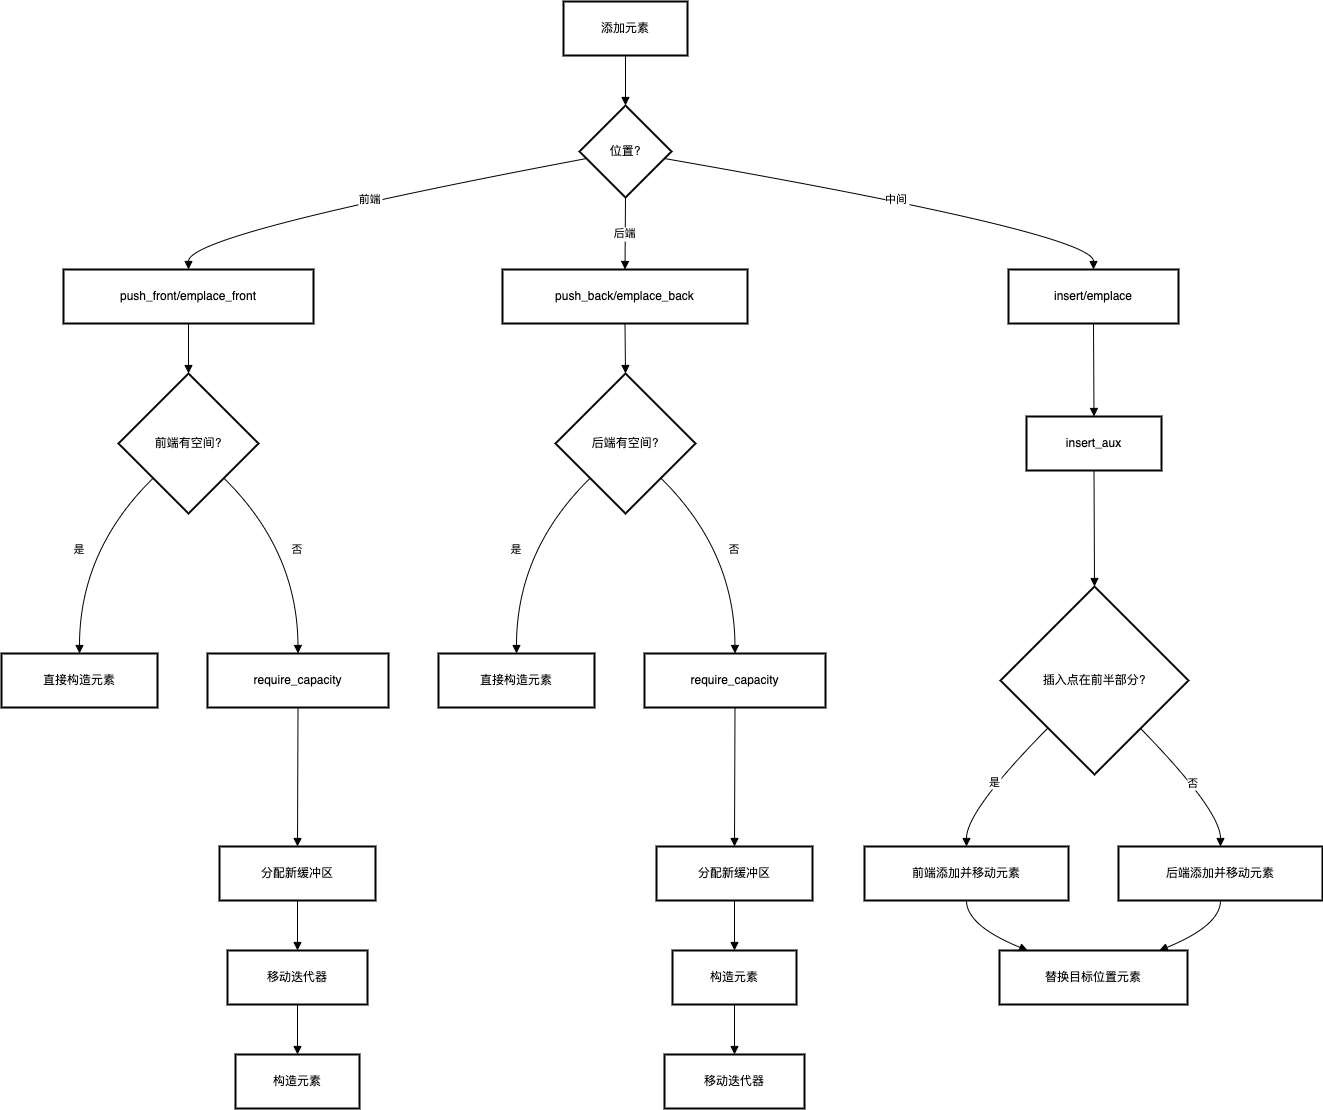 添加元素
位置?
前端
中间
后端
push_front/emplace_front
push_back/emplace_back
insert/emplace
前端有空间?
后端有空间?
insert_aux
是
否
是
否
直接构造元素
require_capacity
直接构造元素
require_capacity
插入点在前半部分?
是
否
分配新缓冲区
分配新缓冲区
前端添加并移动元素
后端添加并移动元素
移动迭代器
构造元素
替换目标位置元素
构造元素
移动迭代器